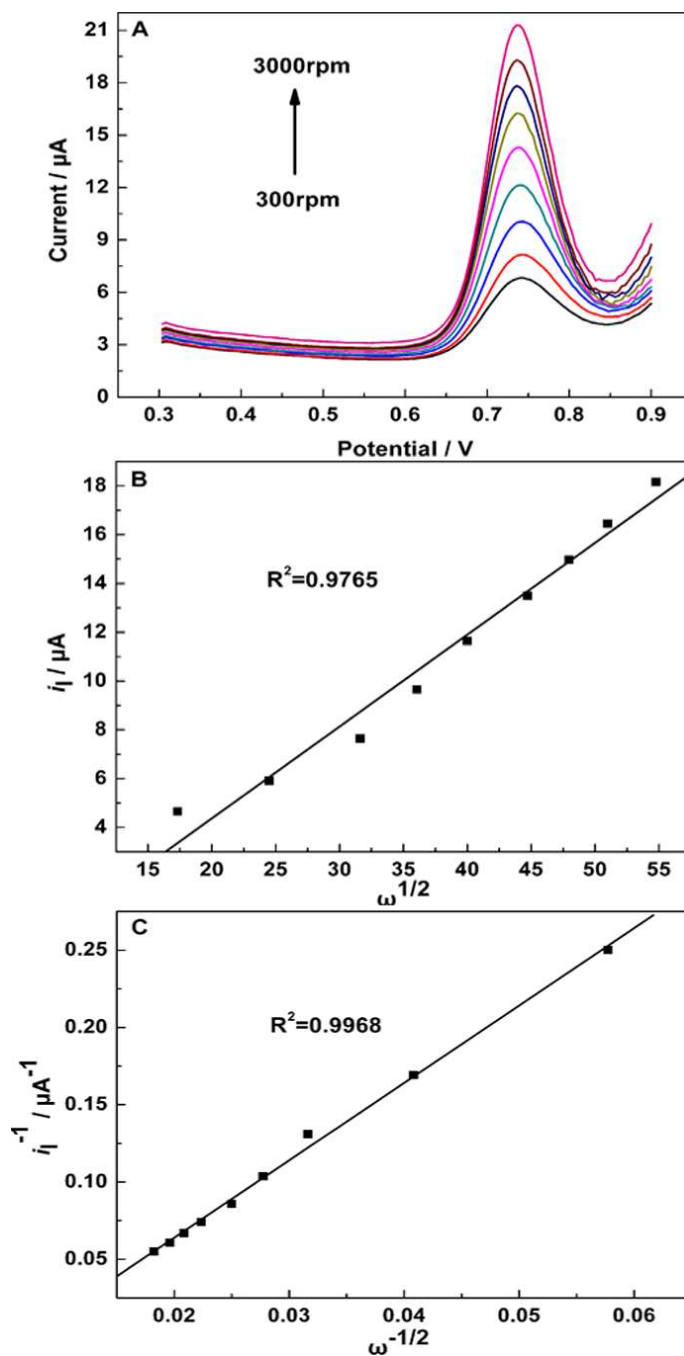 A
21
18
15
12
9
6
3
0
Current / µA
3000rpm
300rpm
0.3 0.4 0.5 0.6 0.7 0.8 0.9
Potential / V
B
18
16
14
12
10
8
6
4
i_l / µA
R²=0.9765
15 20 25 30 35 40 45 50 55
ω^1/2
C
0.25
0.20
0.15
0.10
0.05
i_l^-1 / µA^-1
R²=0.9968
0.02 0.03 0.04 0.05 0.06
ω^-1/2